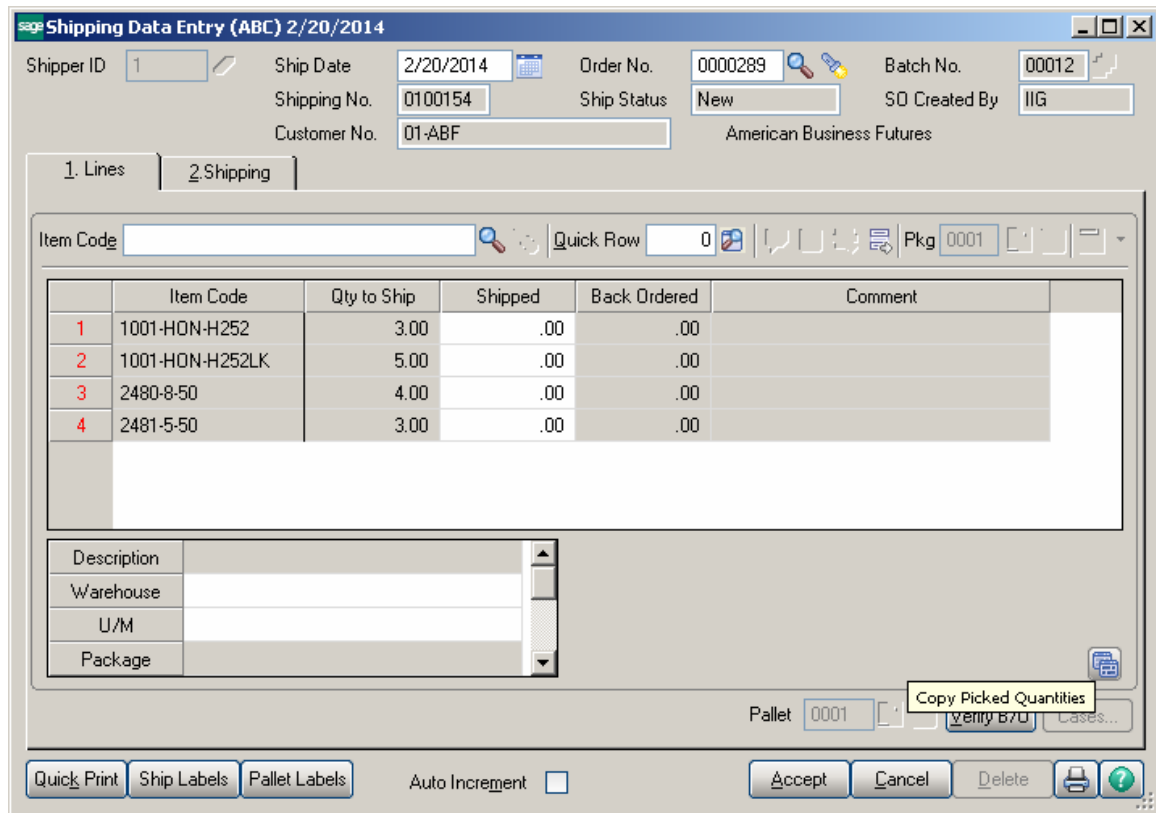 sage Shipping Data Entry (ABC) 2/20/2014
Shipper ID 1 Ship Date 2/20/2014 Order No. 0000289 Batch No. 00012
Shipping No. 0100154 Ship Status New SO Created By IIG
Customer No. 01-ABF American Business Futures
1. Lines 2.Shipping
Item Code Quick Row 0 Pkg 0001
Item Code Qty to Ship Shipped Back Ordered Comment
1 1001-HON-H252 3.00 .00 .00
2 1001-HON-H252LK 5.00 .00 .00
3 2480-8-50 4.00 .00 .00
4 2481-5-50 3.00 .00 .00
Description
Warehouse
U/M
Package
Copy Picked Quantities
Pallet 0001 Verify B/O Cases...
Quick Print Ship Labels Pallet Labels Auto Increment Accept Cancel Delete